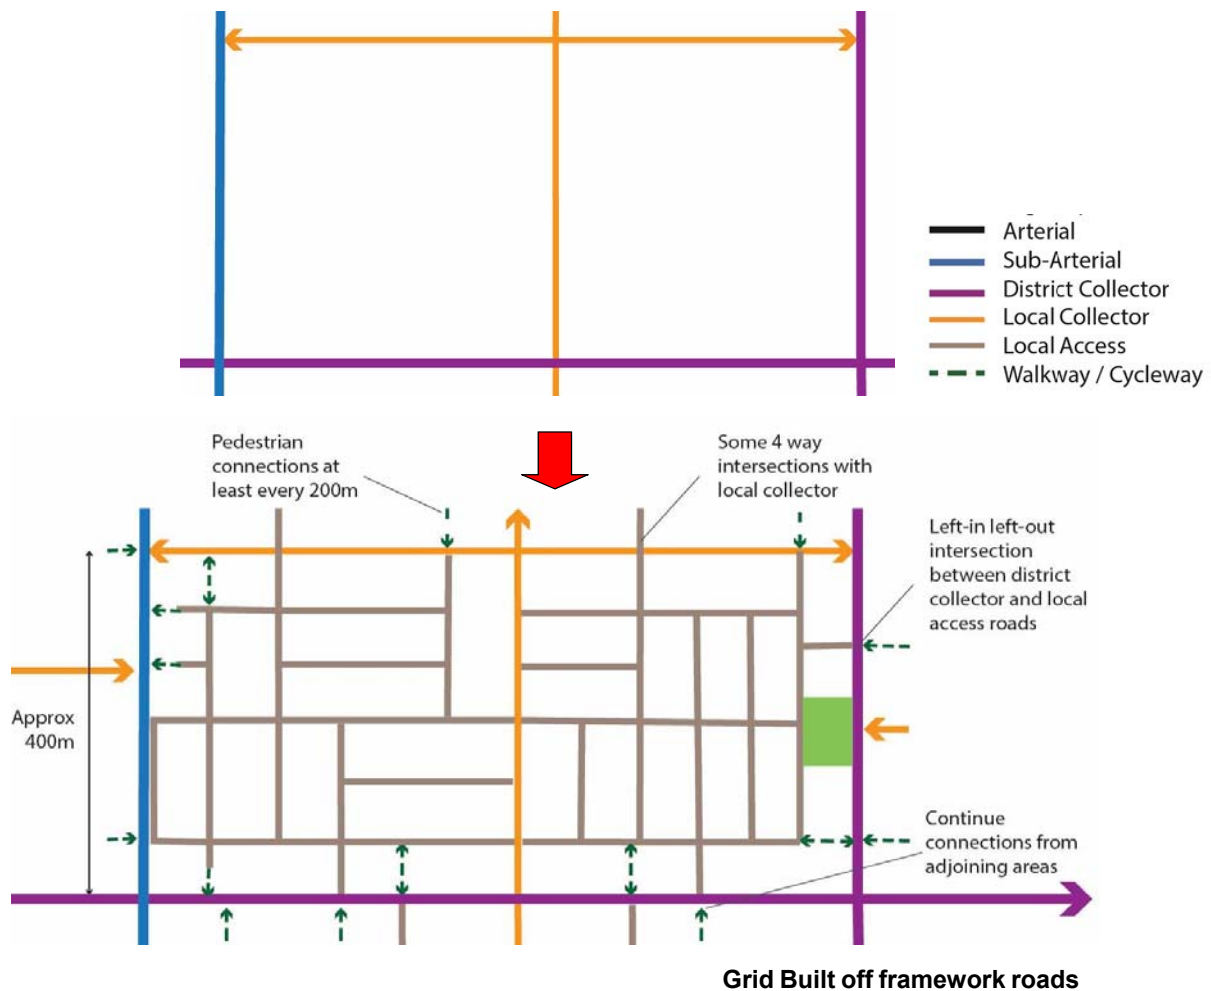 Arterial
Sub-Arterial
District Collector
Local Collector
Local Access
Walkway / Cycleway
Pedestrian
connections at
least every 200m
Some 4 way
intersections with
local collector
Left-in left-out
intersection
between district
collector and local
access roads
Approx
400m
Continue
connections from
adjoining areas
Grid Built off framework roads